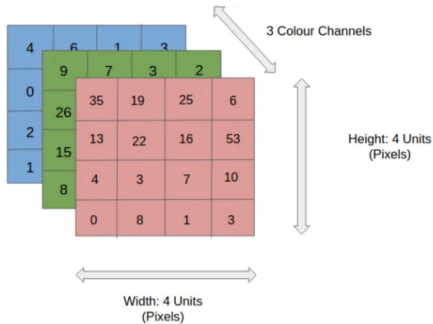 3 Colour Channels
4 6 1 3
9 7 3 2
0
35 19 25 6
26
13 22 16 53
2
15
4 3 7 10
1
8
0 8 1 3
Height: 4 Units
(Pixels)
Width: 4 Units
(Pixels)